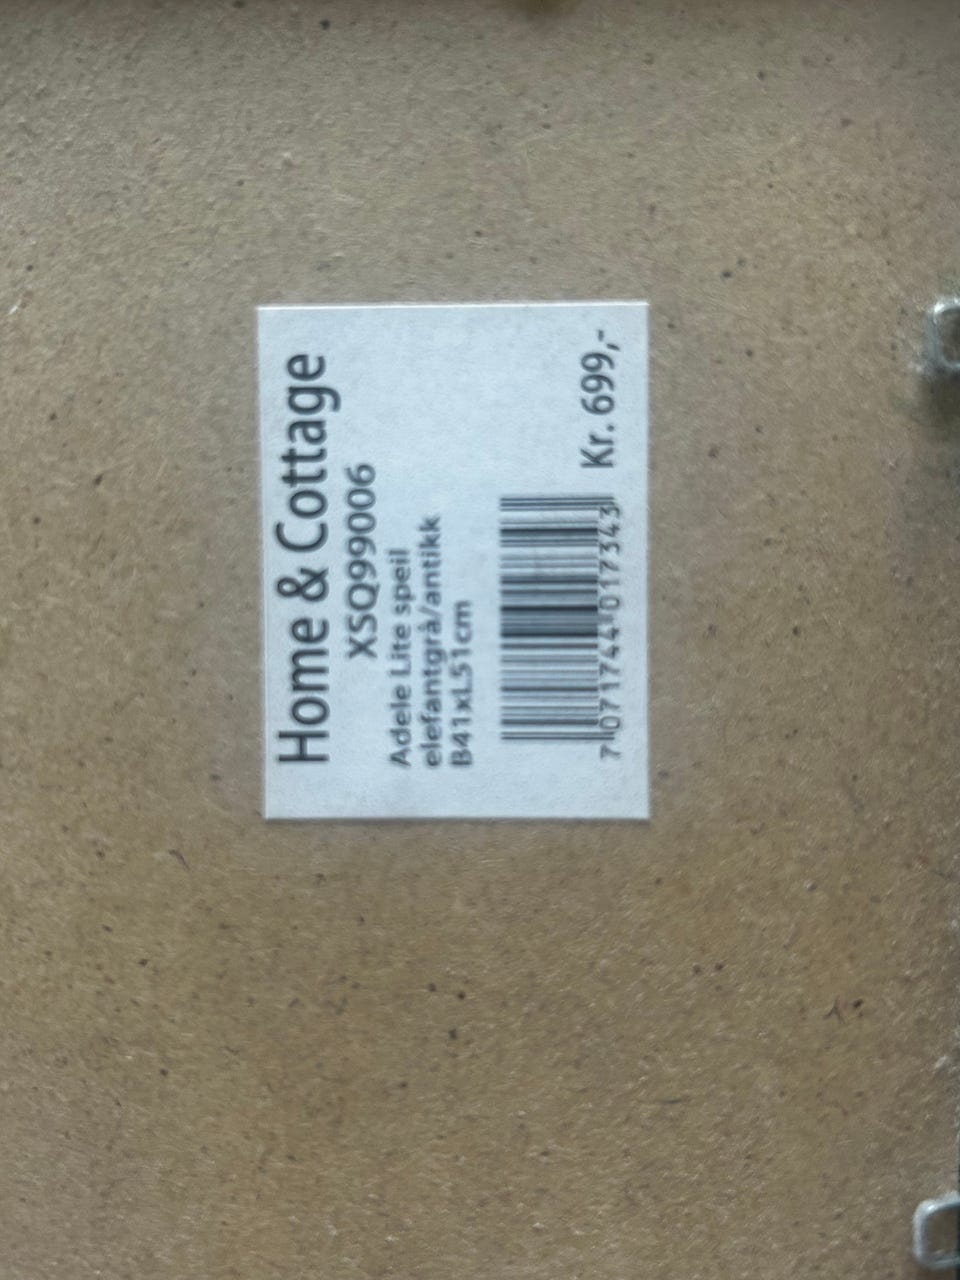 Home & Cottage
XSQ99006
Adele Lite speil
elefantgrå/antikk
B41xL51cm
Kr. 699,-
7 071744 017343